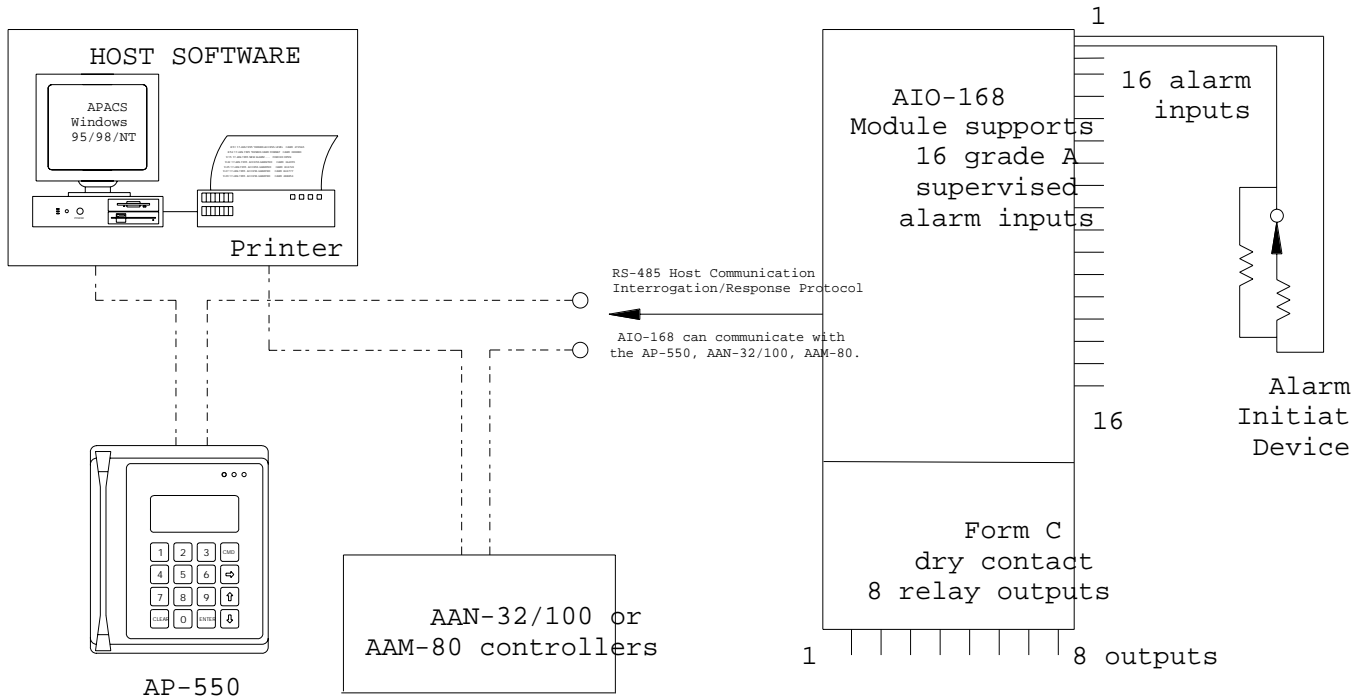 HOST SOFTWARE
APACS
Windows
95/98/NT
Printer
1
16 alarm
inputs
AIO-168
Module supports
16 grade A
supervised
alarm inputs
RS-485 Host Communication
Interrogation/Response Protocol
AIO-168 can communicate with
the AP-550, AAN-32/100, AAM-80.
Alarm
Initiat
Device
16
1 2 3 CMD
4 5 6 ⇨
7 8 9 ⇧
CLEAR 0 ENTER ⇩
AP-550
AAN-32/100 or
AAM-80 controllers
Form C
dry contact
8 relay outputs
1
8 outputs